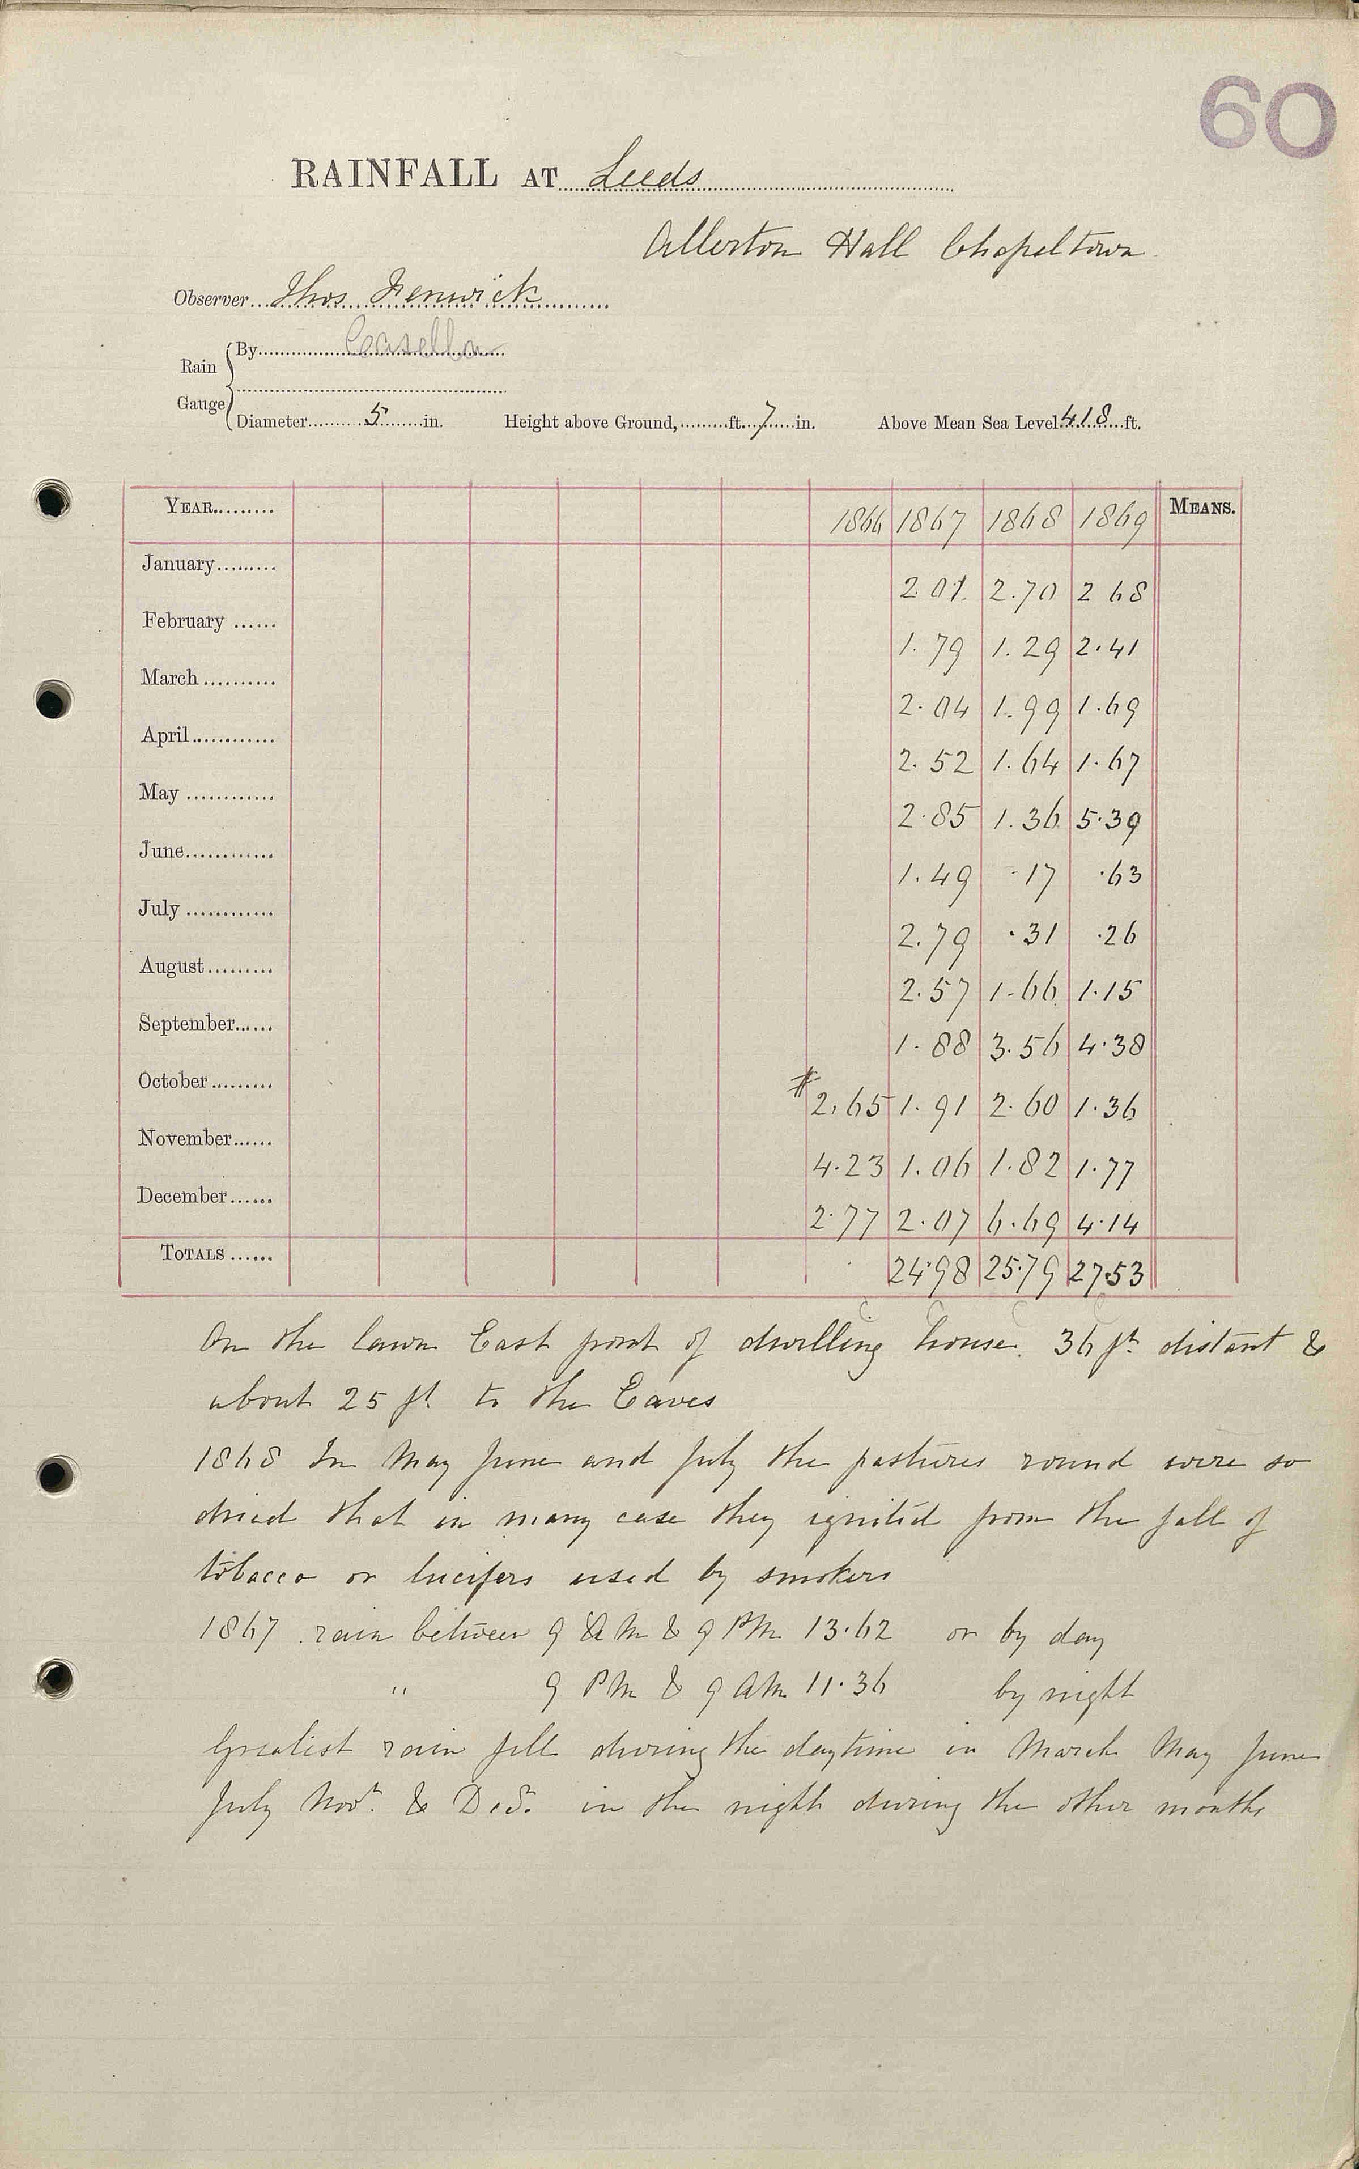 60
RAINFALL AT Leeds
Allerton Hall Chapeltown
Observer Thos Fenwick
Rain Gauge By Casella
Diameter 5 in. Height above Ground, ft. 7 in. Above Mean Sea Level 418 ft.
YEAR 1866 1867 1868 1869 MEANS.
January 2.01 2.70 2 68
February 1.79 1.29 2.41
March 2.04 1.99 1.69
April 2.52 1.64 1.67
May 2.85 1.36 5.39
June 1.49 .17 .63
July 2.79 .31 .26
August 2.57 1.66 1.15
September 1.88 3.56 4.38
October # 2.65 1.91 2.60 1.36
November 4.23 1.06 1.82 1.77
December 2.77 2.07 6.69 4.14
TOTALS 24.98 25.79 27.53
On the lawn East front of dwelling house. 36 ft distant &
about 25 ft to the Eaves
1868 In May June and July the pastures round were so
dried that in many case they ignited from the fall of
tobacco or lucifers used by smokers
1867 rain between 9 AM & 9 PM 13.62 or by day
" 9 PM & 9 AM 11.36 by night
Greatest rain fell during the daytime in March May June
July Novr. & Dec. in the night during the other months